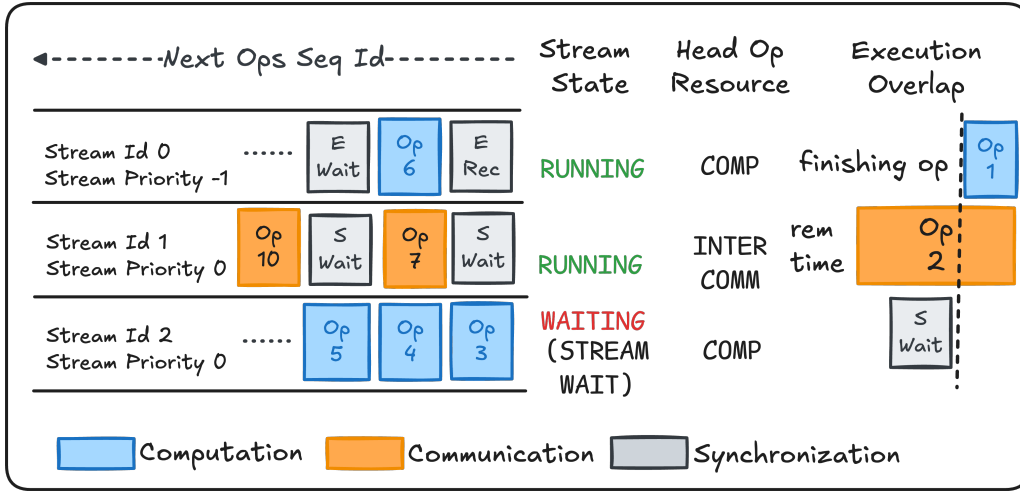 Next Ops Seq Id
Stream
State
Head Op
Resource
Execution
Overlap
Stream Id 0
Stream Priority -1
......
E
Wait
Op
6
E
Rec
RUNNING
COMP
finishing op
Op
1
Stream Id 1
Stream Priority 0
Op
10
S
Wait
Op
7
S
Wait
RUNNING
INTER
COMM
rem
time
Op
2
Stream Id 2
Stream Priority 0
......
Op
5
Op
4
Op
3
WAITING
(STREAM
WAIT)
COMP
S
Wait
Computation
Communication
Synchronization